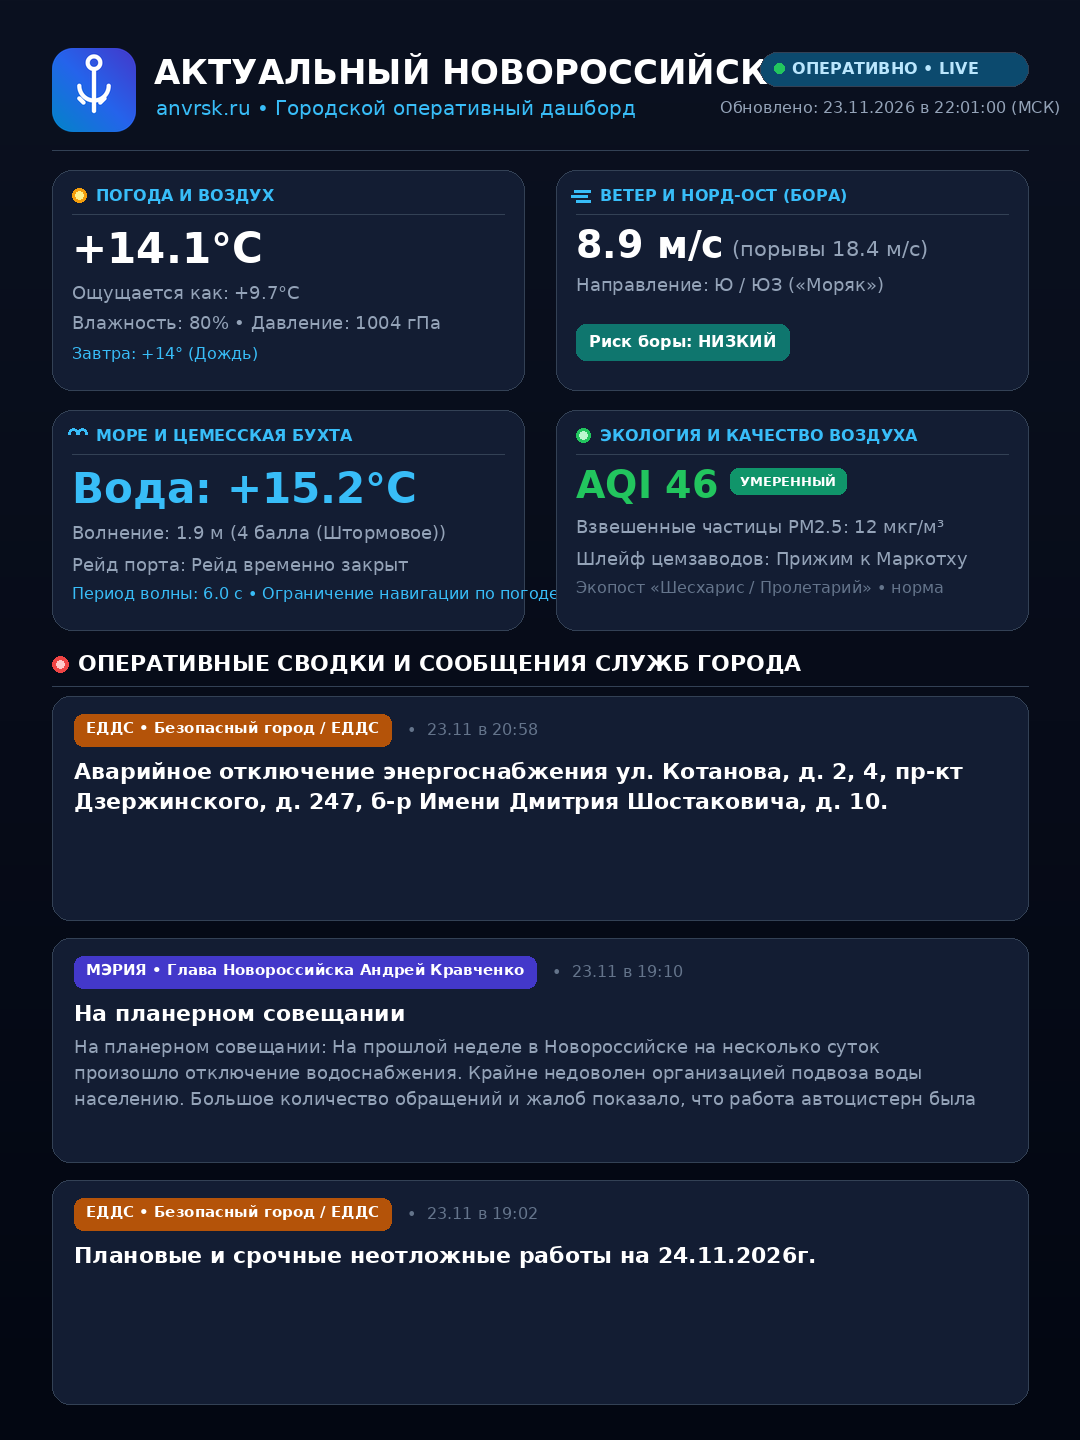 АКТУАЛЬНЫЙ НОВОРОССИЙСК
ОПЕРАТИВНО • LIVE
anvrsk.ru • Городской оперативный дашборд
Обновлено: 23.11.2026 в 22:01:00 (МСК)
ПОГОДА И ВОЗДУХ
+14.1°C
Ощущается как: +9.7°C
Влажность: 80% • Давление: 1004 гПа
Завтра: +14° (Дождь)
ВЕТЕР И НОРД-ОСТ (БОРА)
8.9 м/с (порывы 18.4 м/с)
Направление: Ю / ЮЗ («Моряк»)
Риск боры: НИЗКИЙ
МОРЕ И ЦЕМЕССКАЯ БУХТА
Вода: +15.2°C
Волнение: 1.9 м (4 балла (Штормовое))
Рейд порта: Рейд временно закрыт
Период волны: 6.0 с • Ограничение навигации по погоде
ЭКОЛОГИЯ И КАЧЕСТВО ВОЗДУХА
AQI 46 УМЕРЕННЫЙ
Взвешенные частицы PM2.5: 12 мкг/м³
Шлейф цемзаводов: Прижим к Маркотху
Экопост «Шесхарис / Пролетарий» • норма
ОПЕРАТИВНЫЕ СВОДКИ И СООБЩЕНИЯ СЛУЖБ ГОРОДА
ЕДДС • Безопасный город / ЕДДС • 23.11 в 20:58
Аварийное отключение энергоснабжения ул. Котанова, д. 2, 4, пр-кт
Дзержинского, д. 247, б-р Имени Дмитрия Шостаковича, д. 10.
МЭРИЯ • Глава Новороссийска Андрей Кравченко • 23.11 в 19:10
На планерном совещании
На планерном совещании: На прошлой неделе в Новороссийске на несколько суток
произошло отключение водоснабжения. Крайне недоволен организацией подвоза воды
населению. Большое количество обращений и жалоб показало, что работа автоцистерн была
ЕДДС • Безопасный город / ЕДДС • 23.11 в 19:02
Плановые и срочные неотложные работы на 24.11.2026г.